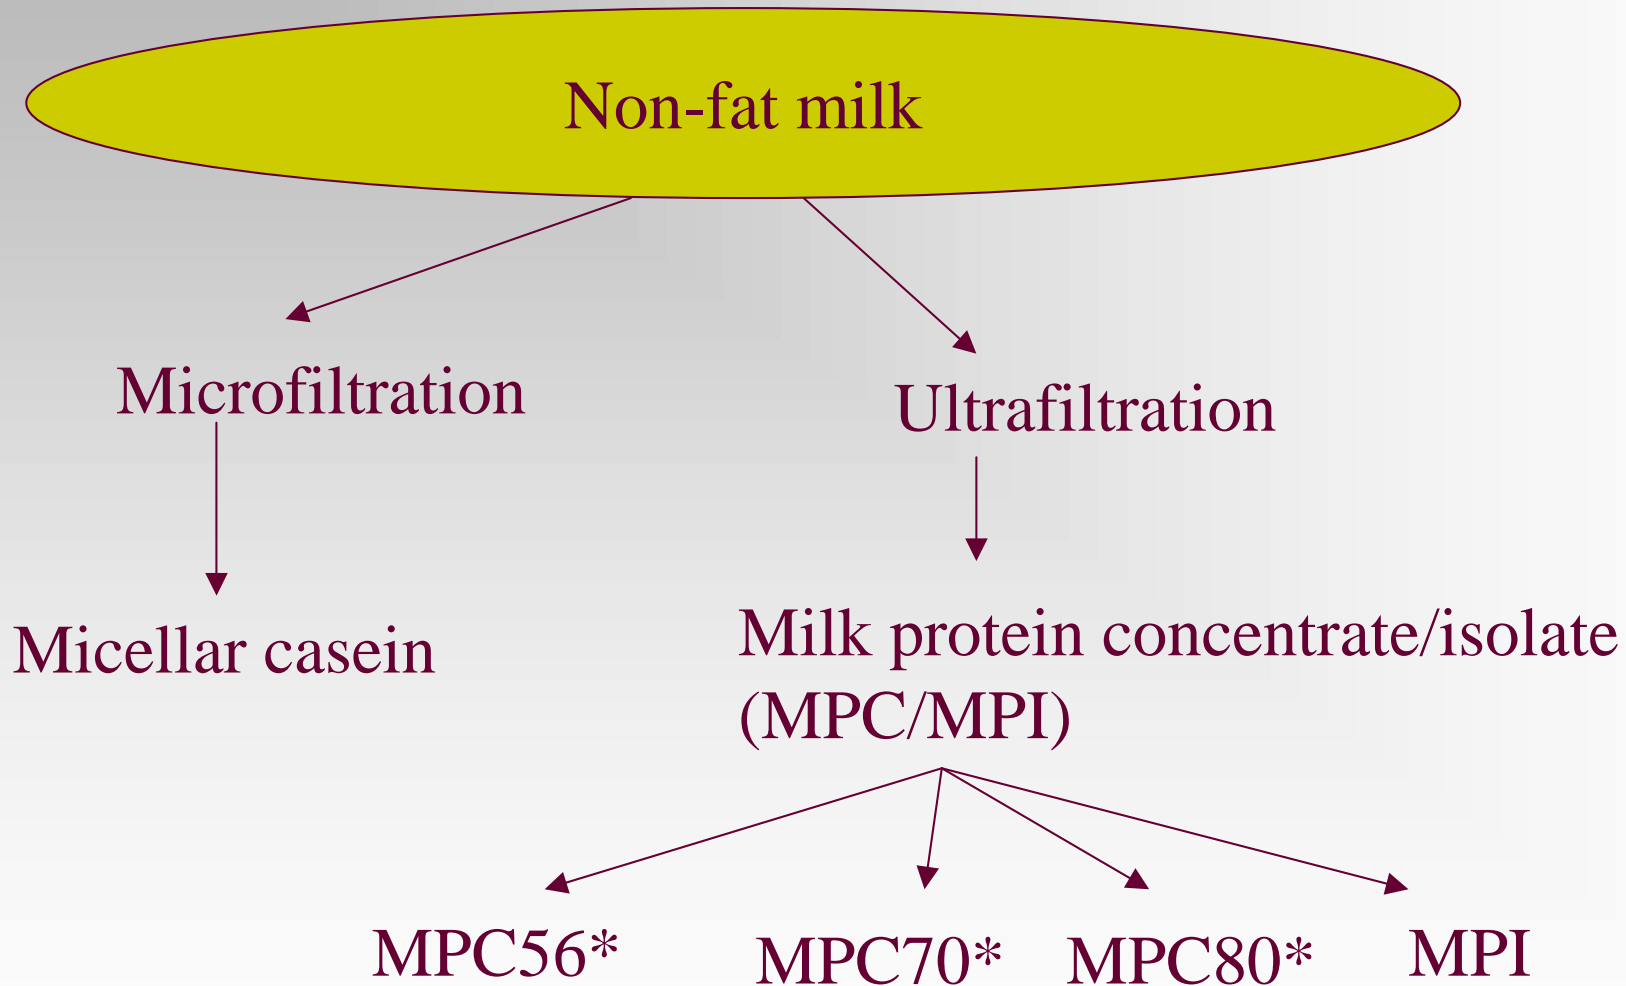 Non-fat milk
Microfiltration
Ultrafiltration
Micellar casein
Milk protein concentrate/isolate
(MPC/MPI)
MPC56*
MPC70*
MPC80*
MPI